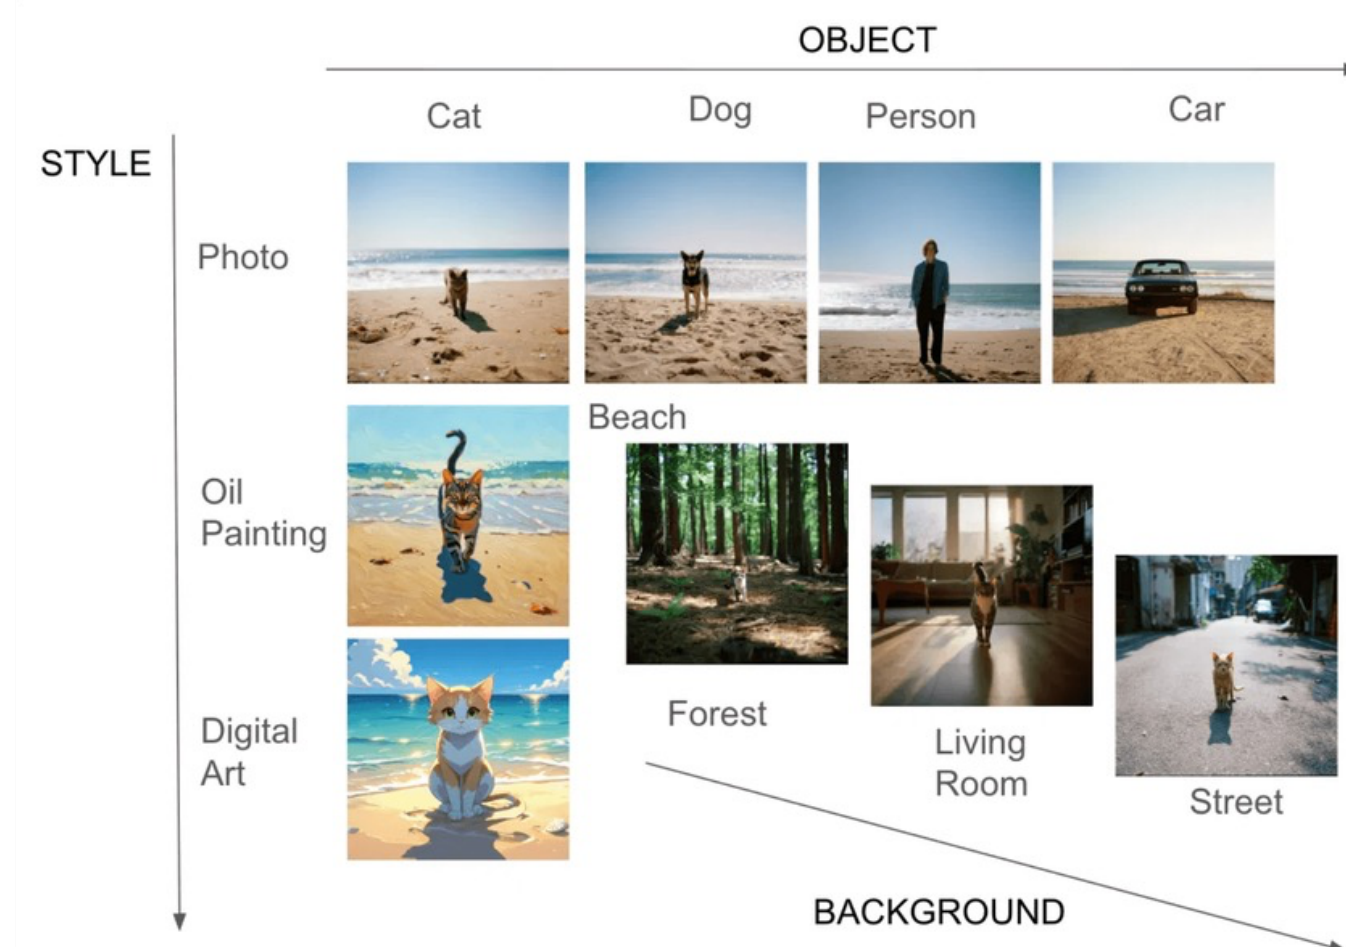 OBJECT
Cat
Dog
Person
Car
STYLE
Photo
Beach
Oil
Painting
Forest
Digital
Art
Living
Room
Street
BACKGROUND